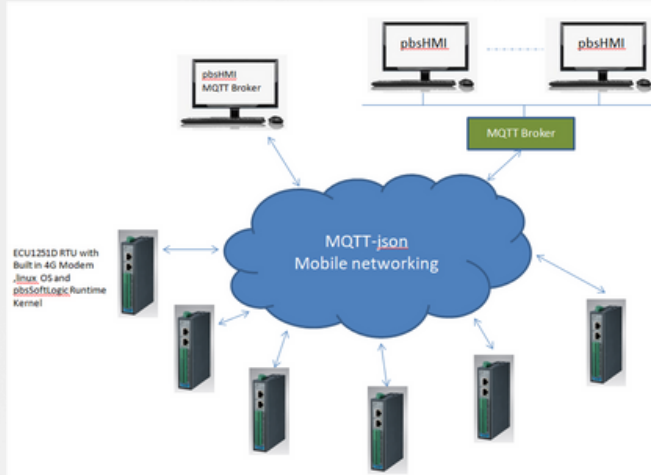 pbsHMI
pbsHMI
pbsHMI
MQTT Broker
MQTT Broker
MQTT-json
Mobile networking
ECU1251D RTU with
Built in 4G Modem
,linux OS and
pbsSoftLogic Runtime
Kernel